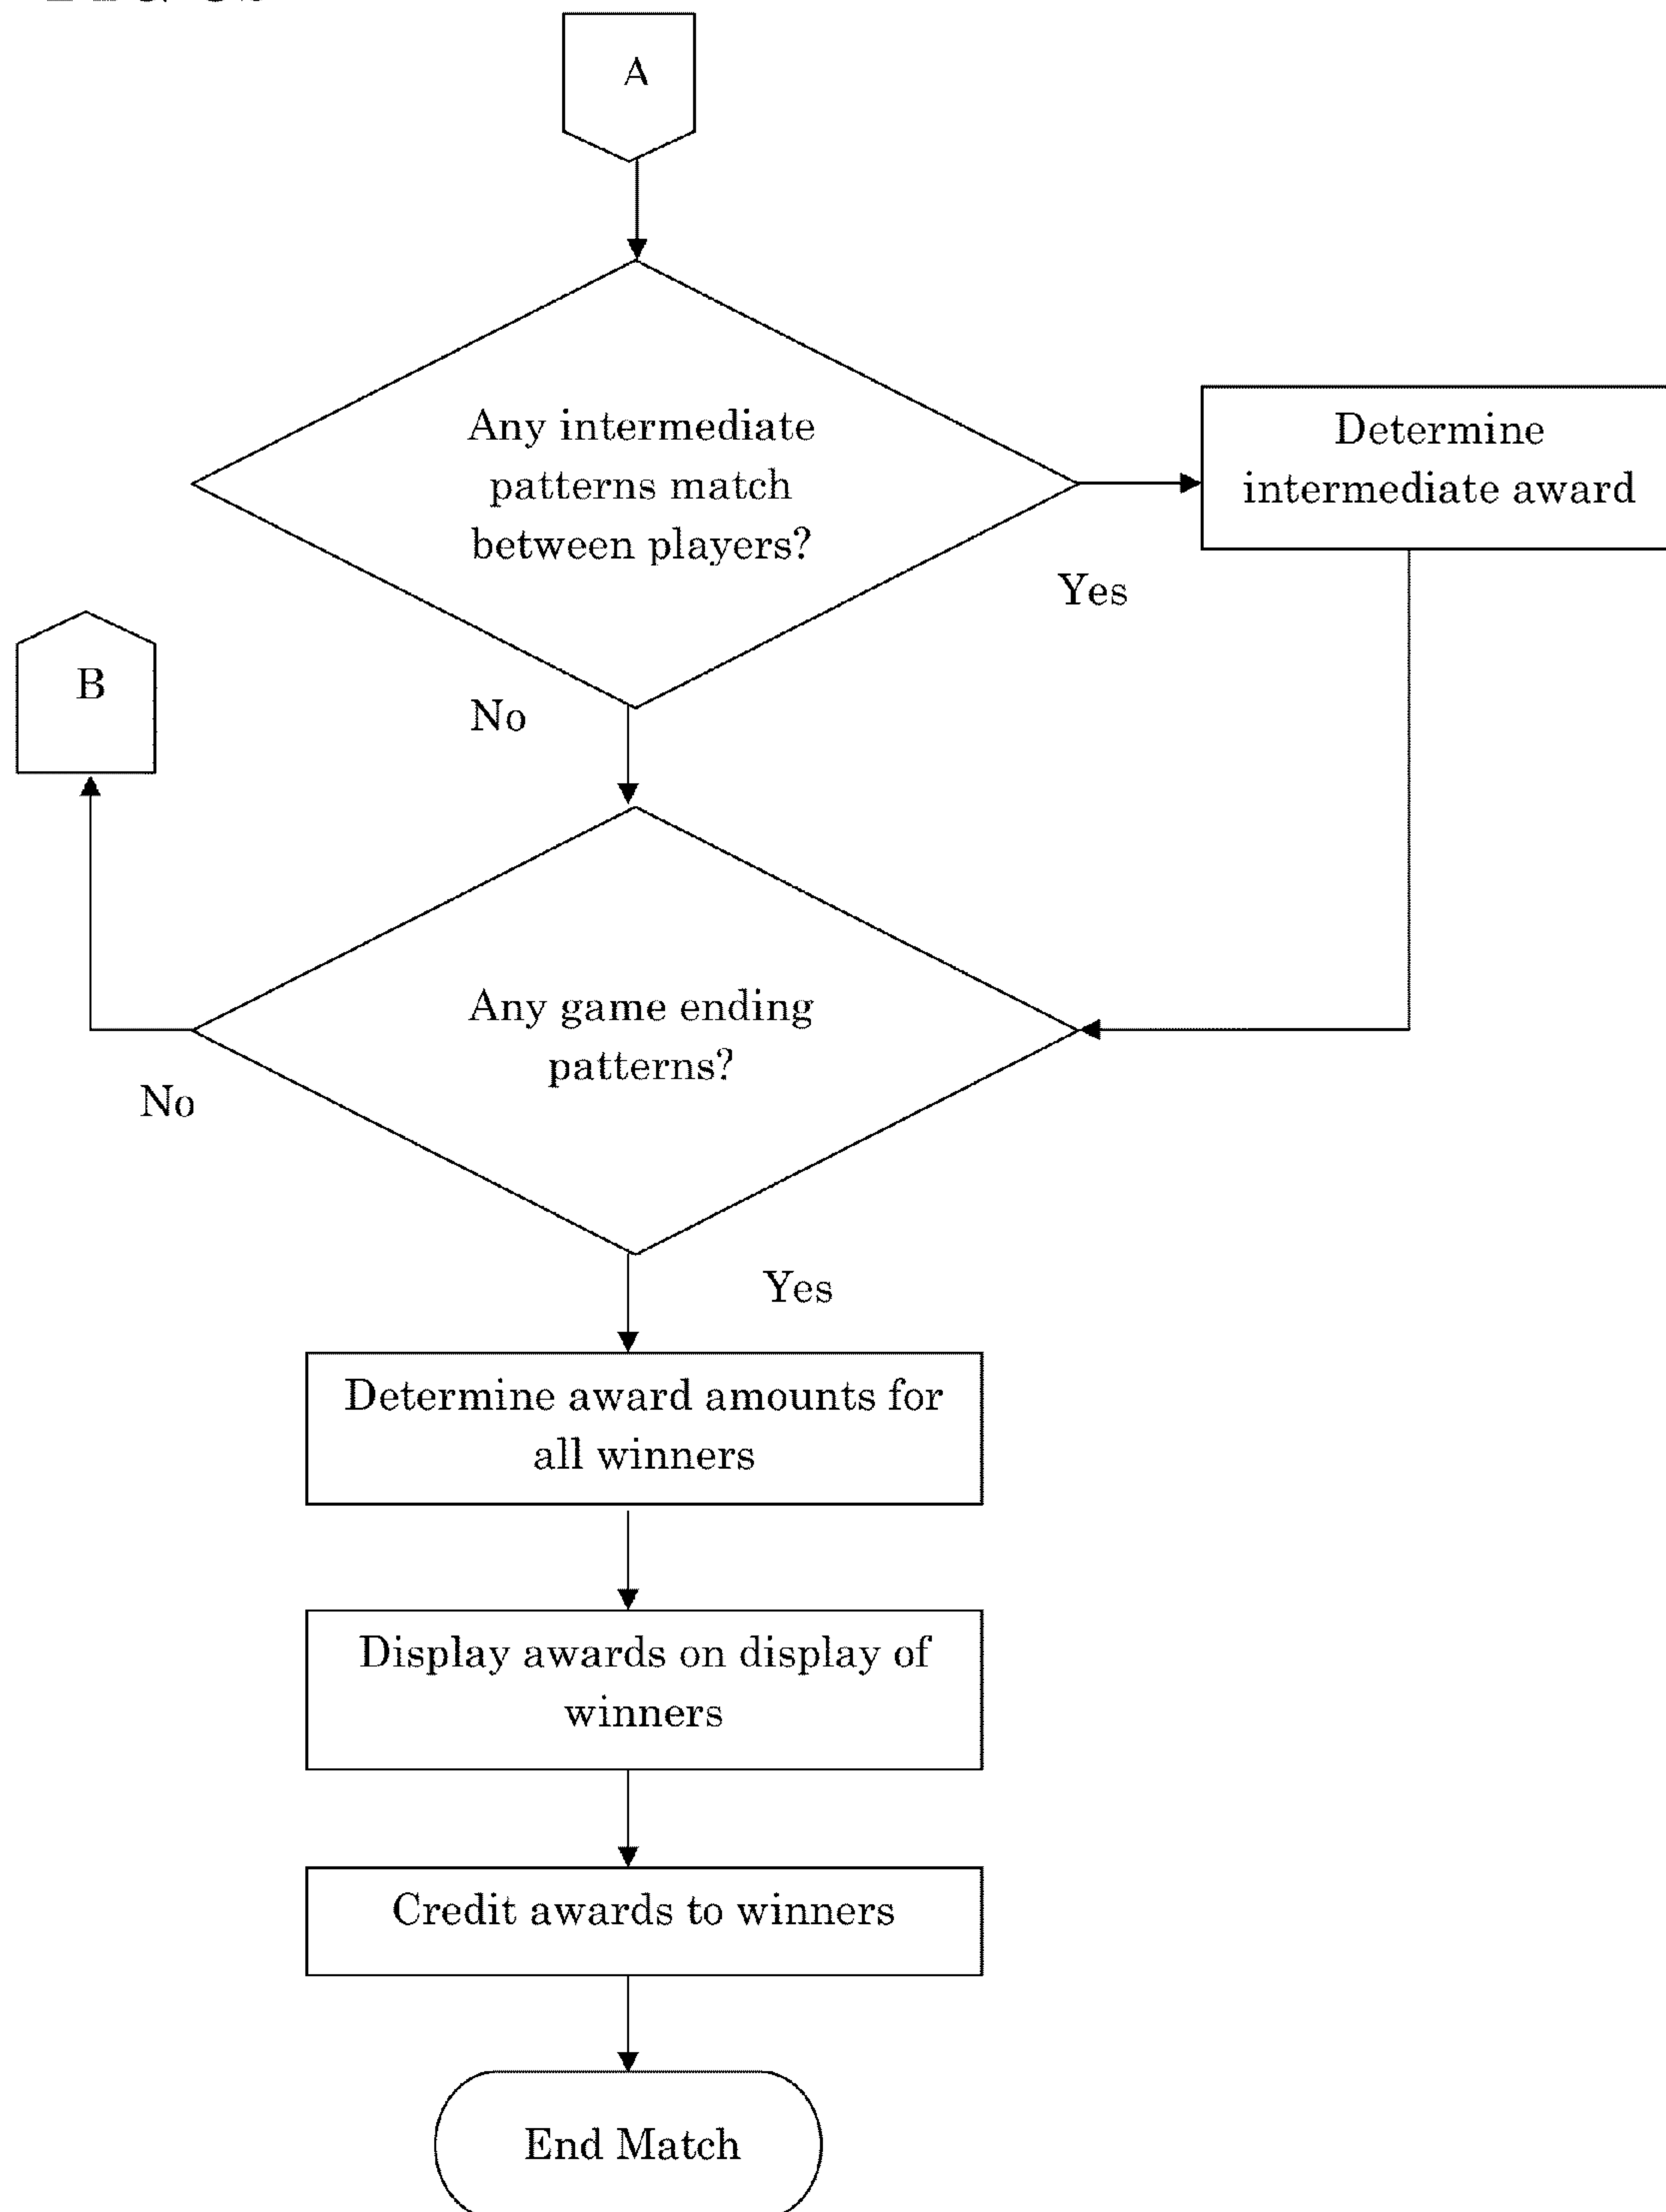 A
Any intermediate
patterns match
between players?
Determine
intermediate award
Yes
B
No
Any game ending
patterns?
No
Yes
Determine award amounts for
all winners
Display awards on display of
winners
Credit awards to winners
End Match